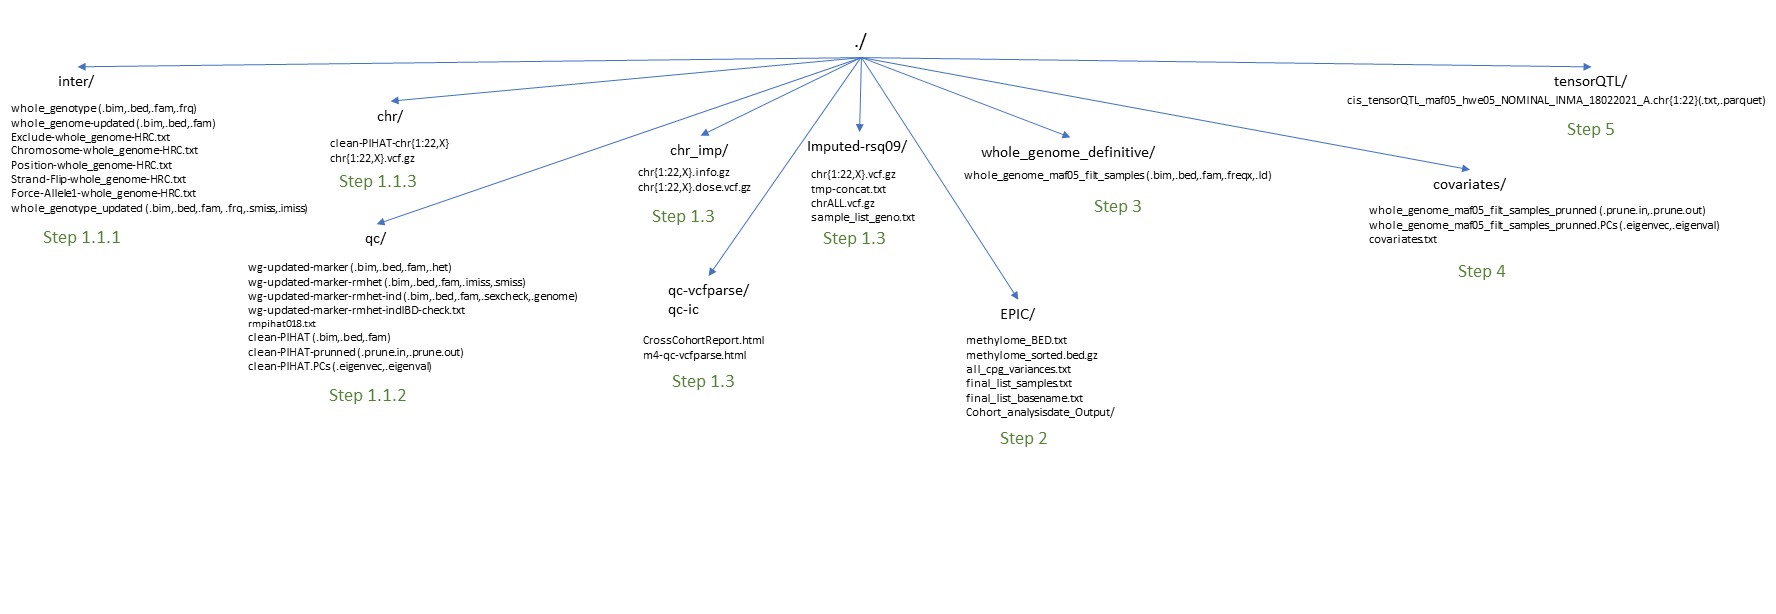 ./
inter/
whole_genotype (.bim,.bed,.fam,.frq)
whole_genome-updated (.bim,.bed,.fam)
Exclude-whole_genome-HRC.txt
Chromosome-whole_genome-HRC.txt
Position-whole_genome-HRC.txt
Strand-Flip-whole_genome-HRC.txt
Force-Allele1-whole_genome-HRC.txt
whole_genotype_updated (.bim,.bed,.fam, .frq,.smiss,.imiss)
Step 1.1.1
chr/
clean-PIHAT-chr{1:22,X}
chr{1:22,X}.vcf.gz
Step 1.1.3
qc/
wg-updated-marker (.bim,.bed,.fam,.het)
wg-updated-marker-rmhet (.bim,.bed,.fam,.imiss,.smiss)
wg-updated-marker-rmhet-ind (.bim,.bed,.fam,.sexcheck,.genome)
wg-updated-marker-rmhet-indIBD-check.txt
rmpihat018.txt
clean-PIHAT (.bim,.bed,.fam)
clean-PIHAT-prunned (.prune.in,.prune.out)
clean-PIHAT.PCs (.eigenvec,.eigenval)
Step 1.1.2
chr_imp/
chr{1:22,X}.info.gz
chr{1:22,X}.dose.vcf.gz
Step 1.3
qc-vcfparse/
qc-ic
CrossCohortReport.html
m4-qc-vcfparse.html
Step 1.3
Imputed-rsq09/
chr{1:22,X}.vcf.gz
tmp-concat.txt
chrALL.vcf.gz
sample_list_geno.txt
Step 1.3
EPIC/
methylome_BED.txt
methylome_sorted.bed.gz
all_cpg_variances.txt
final_list_samples.txt
final_list_basename.txt
Cohort_analysisdate_Output/
Step 2
whole_genome_definitive/
whole_genome_maf05_filt_samples (.bim,.bed,.fam,.freqx,.ld)
Step 3
covariates/
whole_genome_maf05_filt_samples_prunned (.prune.in,.prune.out)
whole_genome_maf05_filt_samples_prunned.PCs (.eigenvec,.eigenval)
covariates.txt
Step 4
tensorQTL/
cis_tensorQTL_maf05_hwe05_NOMINAL_INMA_18022021_A.chr{1:22}(.txt,.parquet)
Step 5